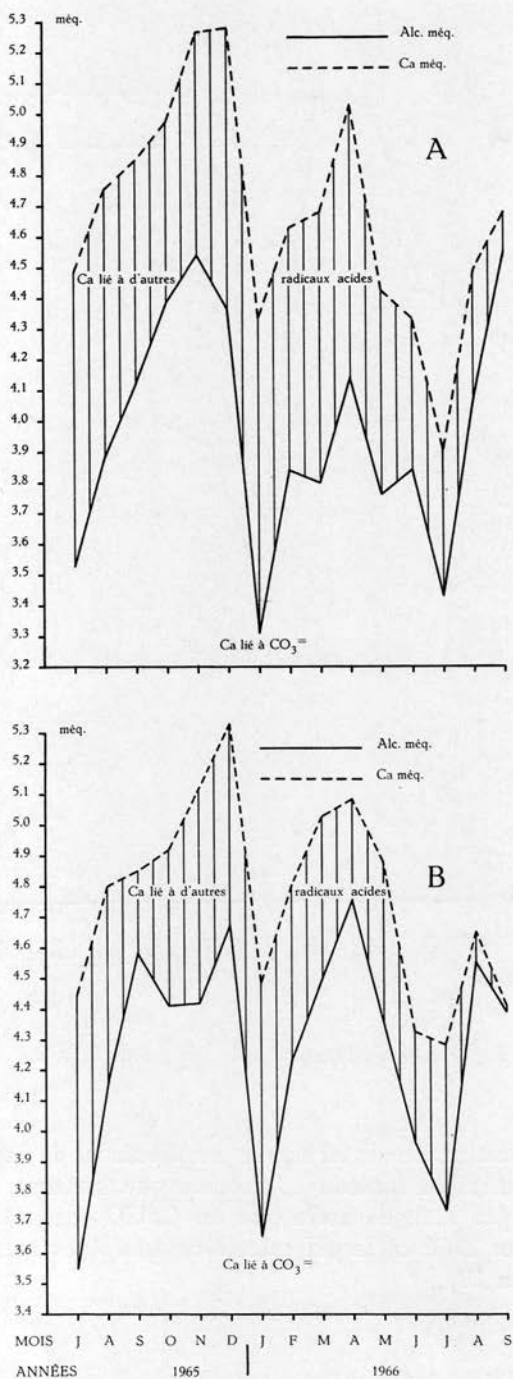 5.3 méq.
5.2
5.1
5.0
4.9
4.8
4.7
4.6
4.5
4.4
4.3
4.2
4.1
4.0
3.9
3.8
3.7
3.6
3.5
3.4
3.3
3.2
Alc. méq.
Ca méq.
A
Ca lié à d'autres radicaux acides
Ca lié à CO₃=
5.3 méq.
5.2
5.1
5.0
4.9
4.8
4.7
4.6
4.5
4.4
4.3
4.2
4.1
4.0
3.9
3.8
3.7
3.6
3.5
3.4
Alc. méq.
Ca méq.
B
Ca lié à d'autres radicaux acides
Ca lié à CO₃=
MOIS J A S O N D J F M A M J J A S
ANNÉES 1965 1966